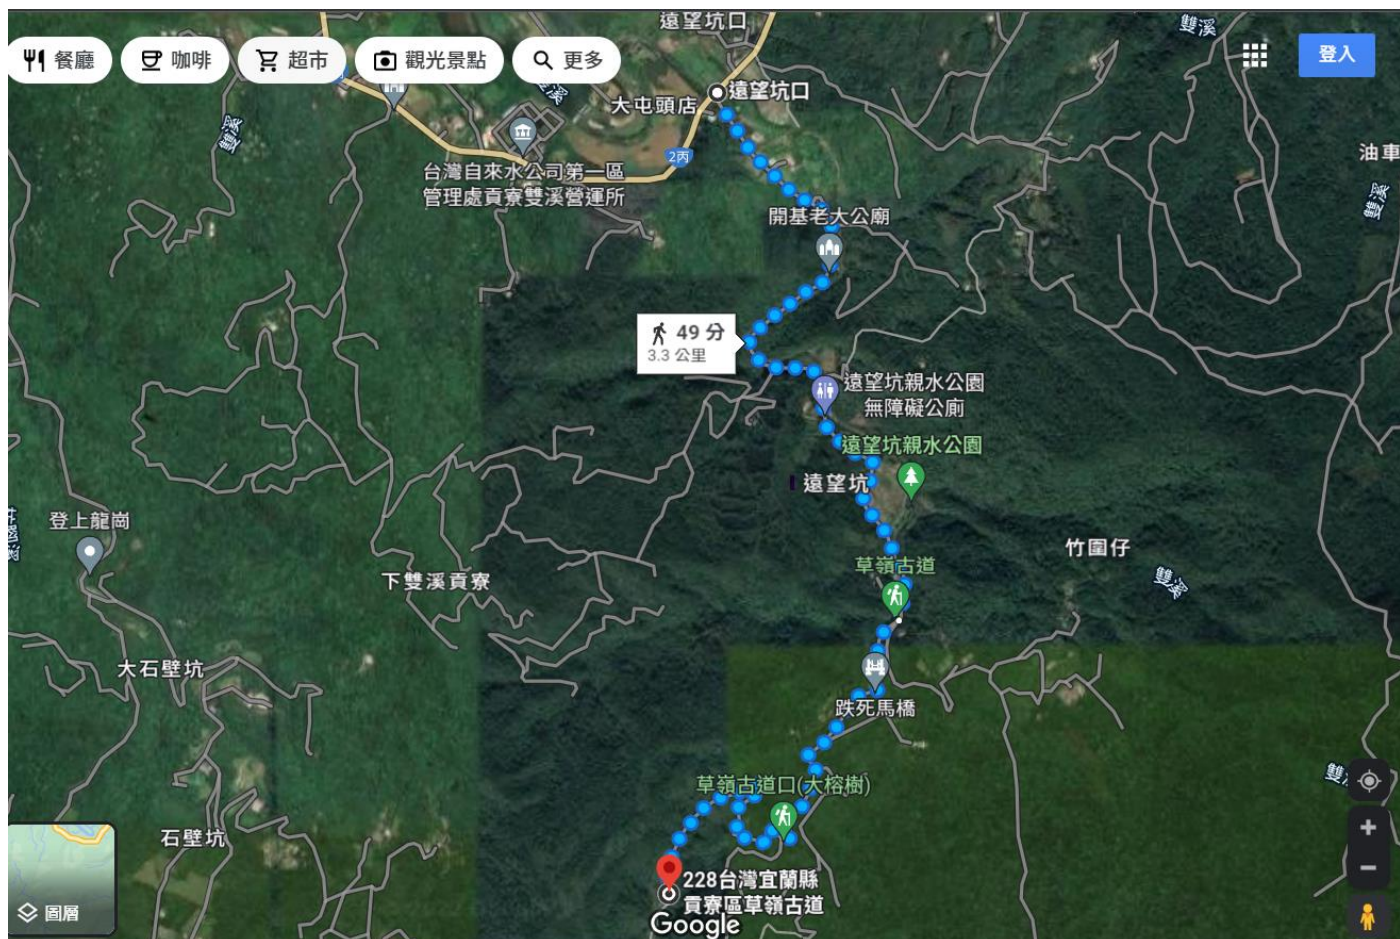 遠望坑口
雙溪
餐廳
咖啡
超市
觀光景點
更多
登入
雙溪
遠望坑口
大屯頭店
雙溪
2丙
油車
台灣自來水公司第一區
管理處貢寮雙溪營運所
雙溪
開基老大公廟
49 分
3.3 公里
遠望坑親水公園
無障礙公廁
遠望坑親水公園
遠望坑
登上龍崗
竹圍仔
草嶺古道
下雙溪貢寮
雙溪
大石壁坑
跌死馬橋
雙
草嶺古道口(大榕樹)
石壁坑
228台灣宜蘭縣
貢寮區草嶺古道
圖層
Google